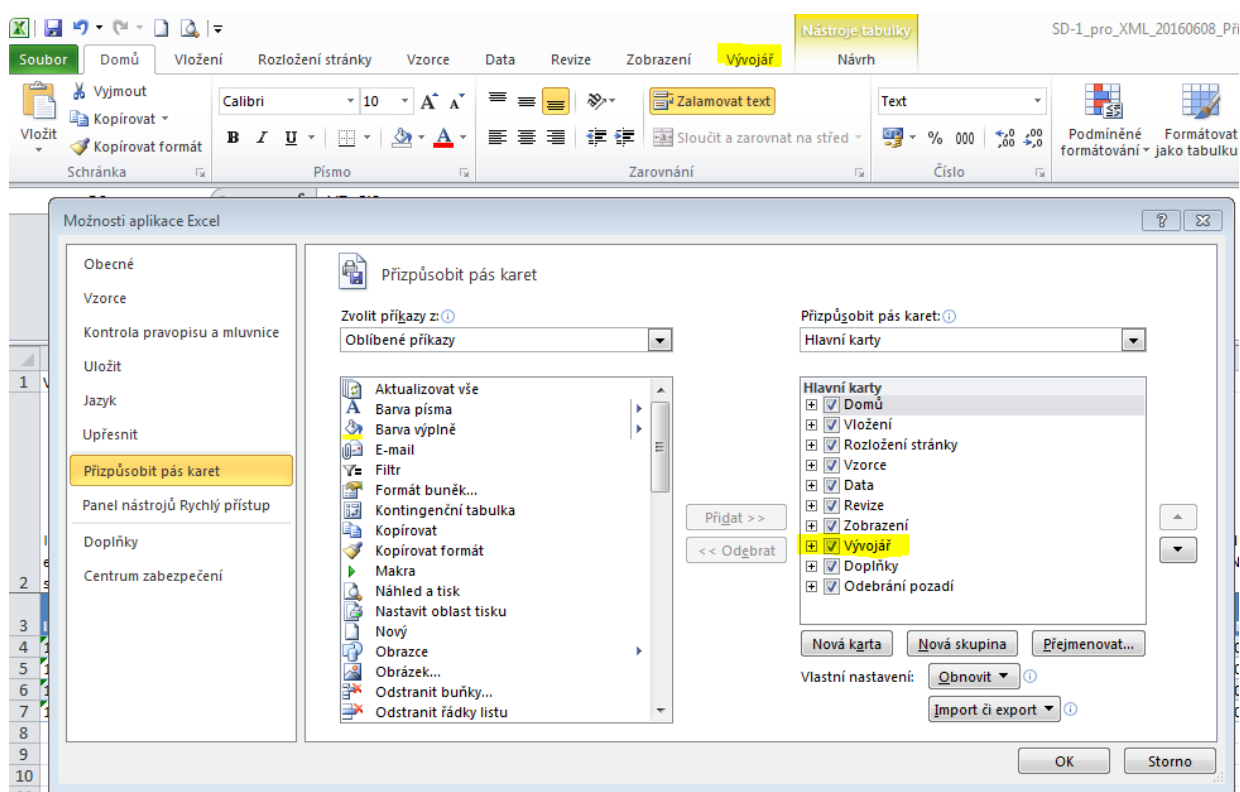 Nástroje tabulky
SD-1_pro_XML_20160608_Pří
Soubor Domů Vložení Rozložení stránky Vzorce Data Revize Zobrazení Vývojář Návrh
Vložit
Vyjmout
Kopírovat
Kopírovat formát
Schránka
Calibri 10
B I U
Písmo
Zalamovat text
Sloučit a zarovnat na střed
Zarovnání
Text
% 000
Číslo
Podmíněné
formátování
Formátovat
jako tabulku
Možnosti aplikace Excel
Obecné
Vzorce
Kontrola pravopisu a mluvnice
Uložit
Jazyk
Upřesnit
Přizpůsobit pás karet
Panel nástrojů Rychlý přístup
Doplňky
Centrum zabezpečení
Přizpůsobit pás karet
Zvolit příkazy z:
Oblíbené příkazy
Aktualizovat vše
Barva písma
Barva výplně
E-mail
Filtr
Formát buněk...
Kontingenční tabulka
Kopírovat
Kopírovat formát
Makra
Náhled a tisk
Nastavit oblast tisku
Nový
Obrazce
Obrázek...
Odstranit buňky...
Odstranit řádky listu
Přidat >>
<< Odebrat
Přizpůsobit pás karet:
Hlavní karty
Hlavní karty
Domů
Vložení
Rozložení stránky
Vzorce
Data
Revize
Zobrazení
Vývojář
Doplňky
Odebrání pozadí
Nová karta Nová skupina Přejmenovat...
Vlastní nastavení: Obnovit
Import či export
OK Storno
1
2
3
4
5
6
7
8
9
10